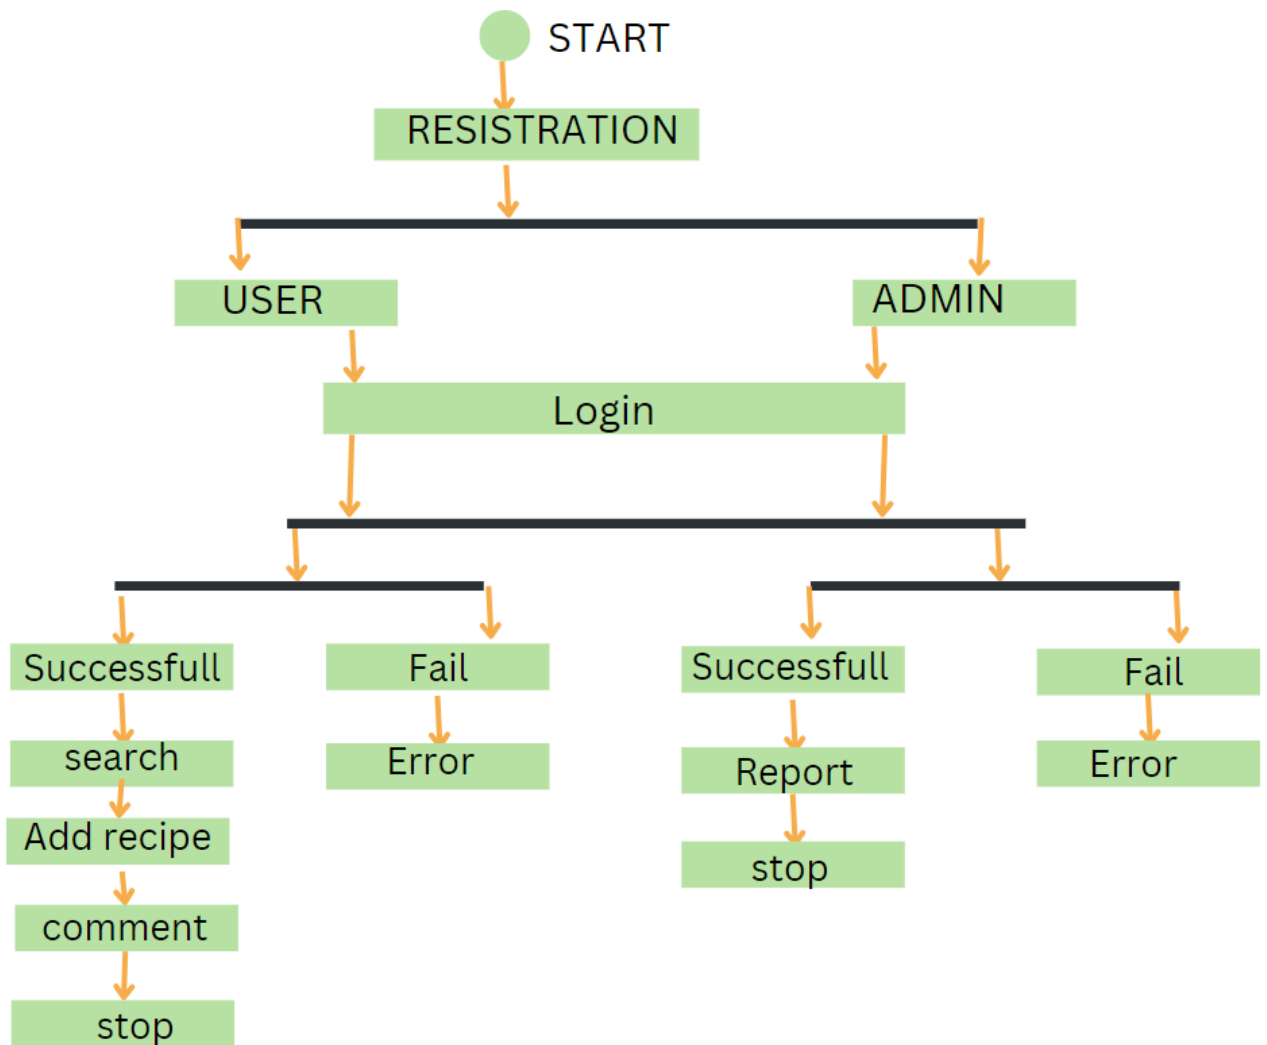 START
RESISTRATION
USER
ADMIN
Login
Successfull
Fail
Successfull
Fail
search
Error
Report
Error
Add recipe
stop
comment
stop